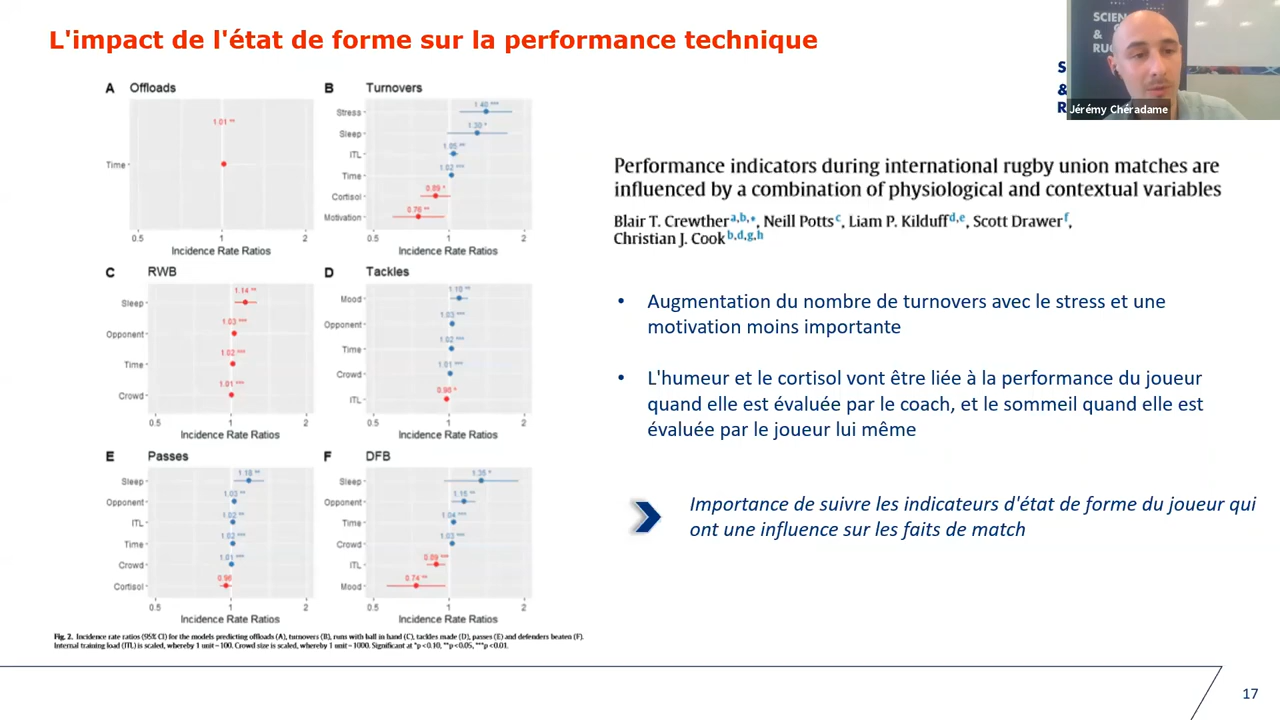 L'impact de l'état de forme sur la performance technique
SCIEN
&
RU
S
&
R
Jérémy Chéradame
A Offloads
1.01 **
Time
0.5 1 2
Incidence Rate Ratios
B Turnovers
Stress 1.40 ***
Sleep 1.30 *
ITL 1.05 **
Time 1.02 ***
Cortisol 0.89 *
Motivation 0.76 **
0.5 1 2
Incidence Rate Ratios
C RWB
Sleep 1.14 **
Opponent 1.03 ***
Time 1.02 ***
Crowd 1.01 ***
0.5 1 2
Incidence Rate Ratios
D Tackles
Mood 1.10 **
Opponent 1.03 ***
Time 1.02 ***
Crowd 1.01 ***
ITL 0.98 *
0.5 1 2
Incidence Rate Ratios
E Passes
Sleep 1.18 **
Opponent 1.03 **
ITL 1.02 **
Time 1.02 ***
Crowd 1.01 ***
Cortisol 0.96
0.5 1 2
Incidence Rate Ratios
F DFB
Sleep 1.35 *
Opponent 1.15 **
Time 1.04 ***
Crowd 1.03 ***
ITL 0.89 ***
Mood 0.74 **
0.5 1 2
Incidence Rate Ratios
Fig. 2. Incidence rate ratios (95% CI) for the models predicting offloads (A), turnovers (B), runs with ball in hand (C), tackles made (D), passes (E) and defenders beaten (F).
Internal training load (ITL) is scaled, whereby 1 unit = 100. Crowd size is scaled, whereby 1 unit = 1000. Significant at *p<0.10, **p<0.05, ***p<0.01.
Performance indicators during international rugby union matches are
influenced by a combination of physiological and contextual variables
Blair T. Crewther a,b,*, Neill Potts c, Liam P. Kilduff d,e, Scott Drawer f,
Christian J. Cook b,d,g,h
• Augmentation du nombre de turnovers avec le stress et une
motivation moins importante
• L'humeur et le cortisol vont être liée à la performance du joueur
quand elle est évaluée par le coach, et le sommeil quand elle est
évaluée par le joueur lui même
Importance de suivre les indicateurs d'état de forme du joueur qui
ont une influence sur les faits de match
17